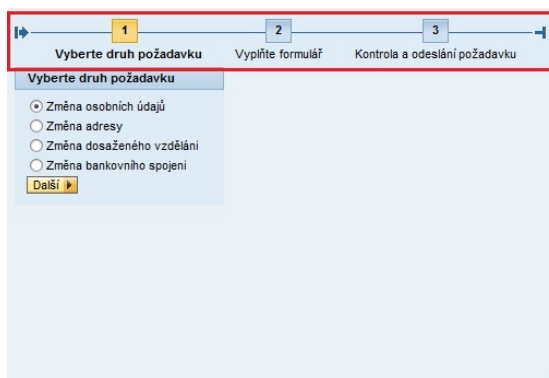 1 2 3
Vyberte druh požadavku Vyplňte formulář Kontrola a odeslání požadavku
Vyberte druh požadavku
Změna osobních údajů
Změna adresy
Změna dosaženého vzdělání
Změna bankovního spojení
Další